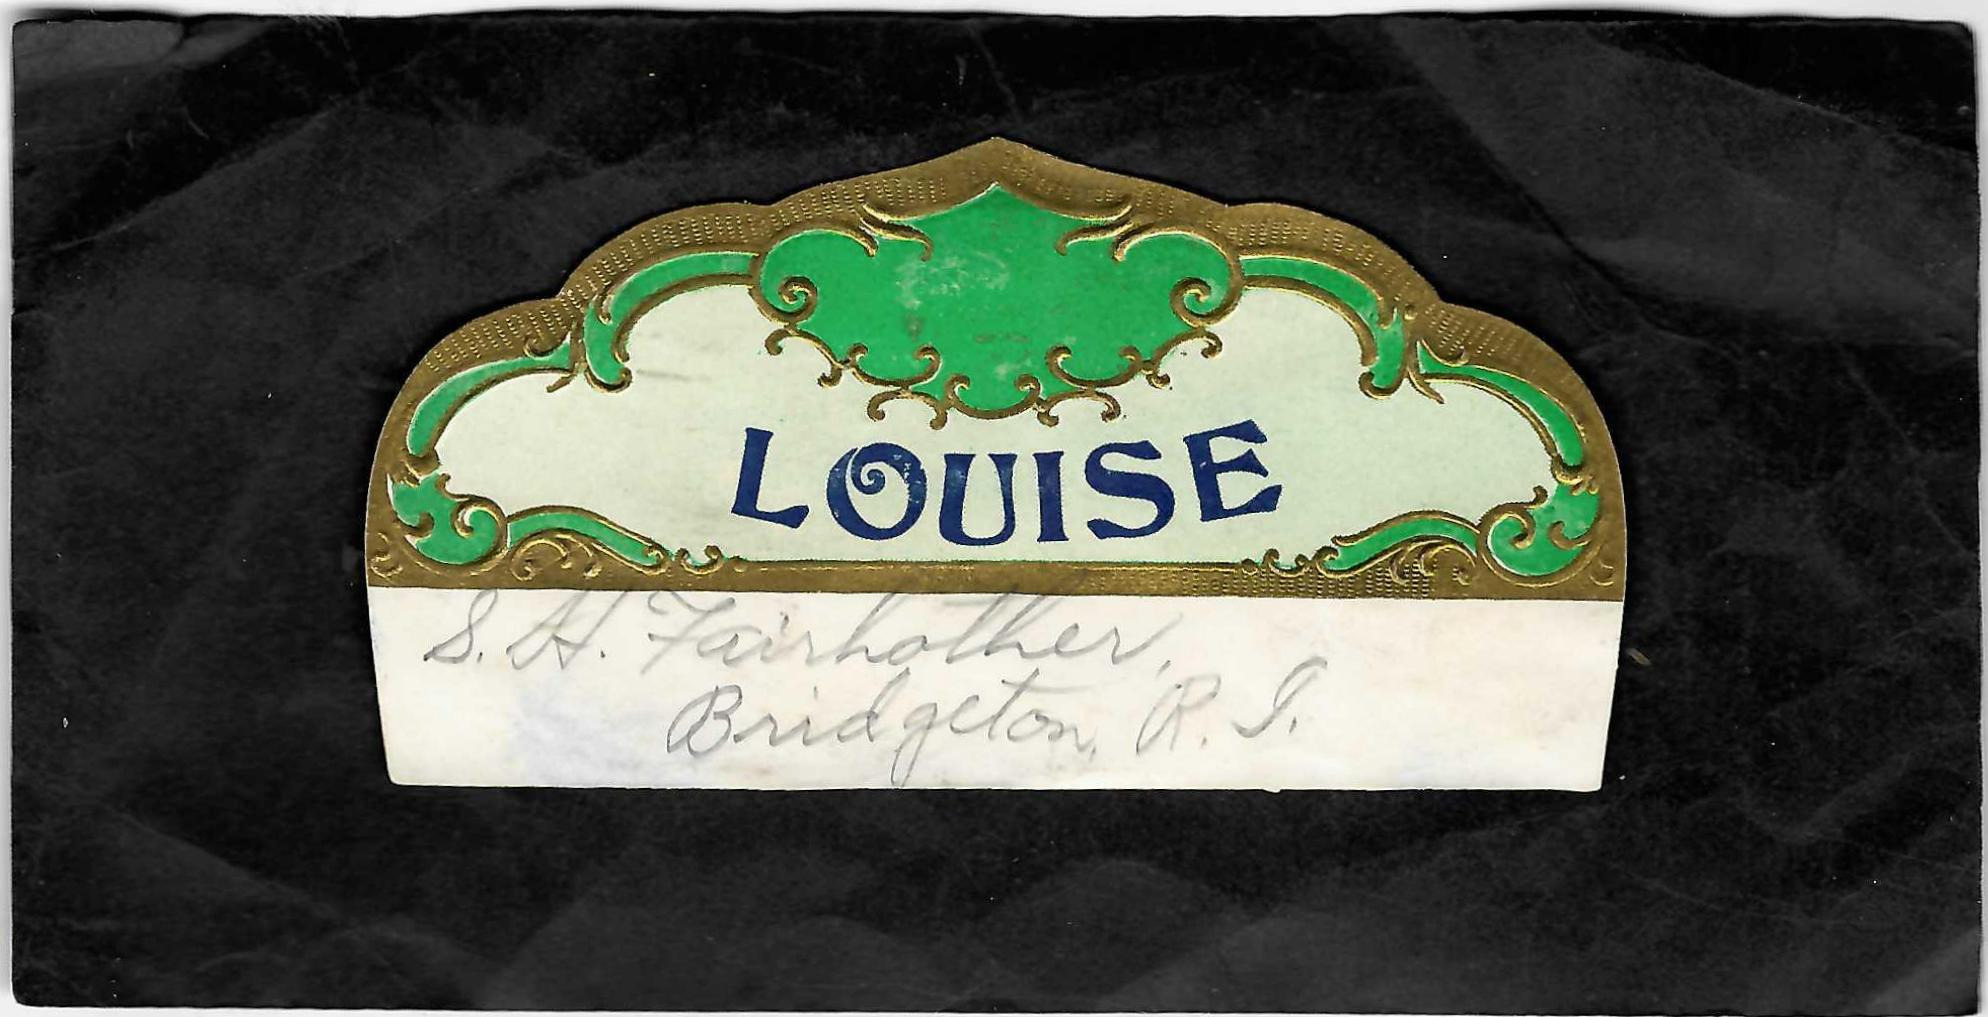 LOUISE
S. H. Fairhother,
Bridgeton, R. I.